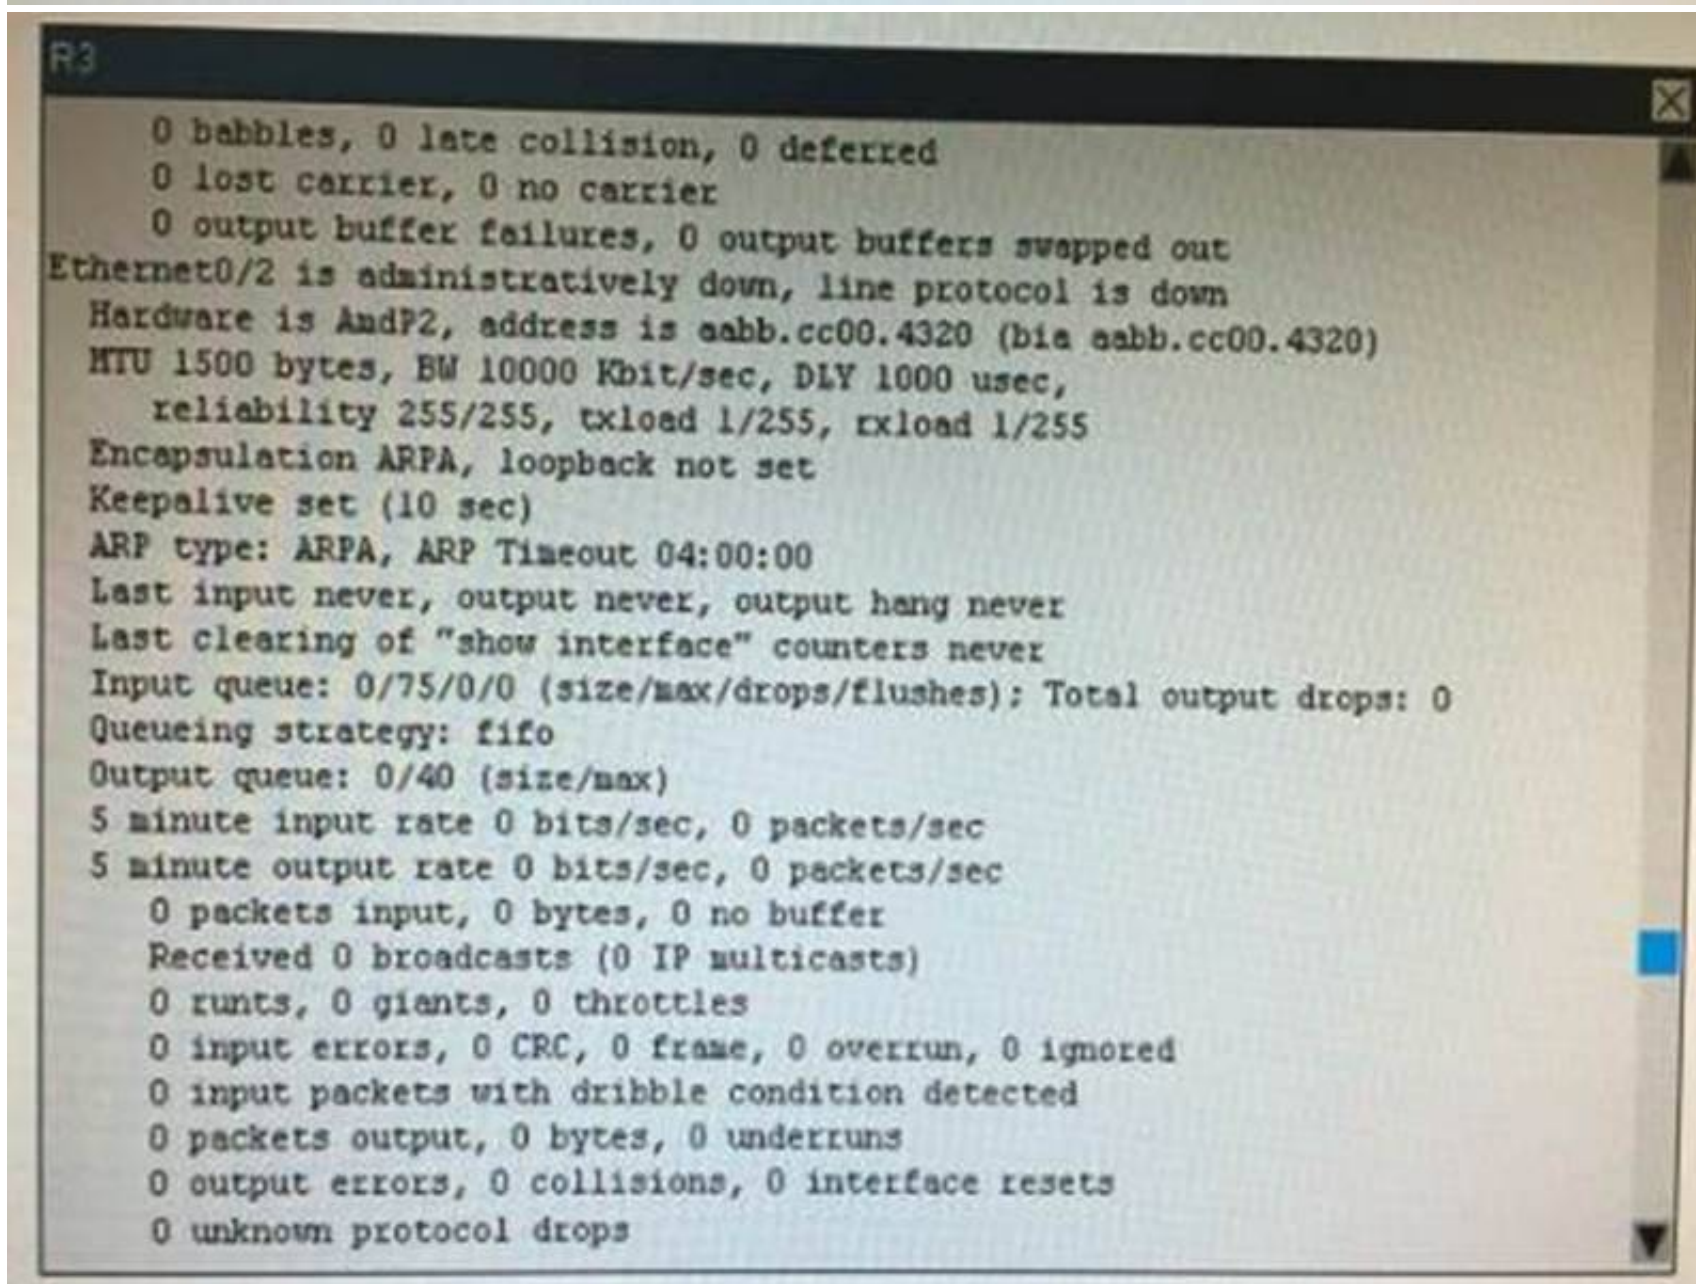 R3
0 babbles, 0 late collision, 0 deferred
0 lost carrier, 0 no carrier
0 output buffer failures, 0 output buffers swapped out
Ethernet0/2 is administratively down, line protocol is down
Hardware is AmdP2, address is aabb.cc00.4320 (bia aabb.cc00.4320)
MTU 1500 bytes, BW 10000 Kbit/sec, DLY 1000 usec,
reliability 255/255, txload 1/255, rxload 1/255
Encapsulation ARPA, loopback not set
Keepalive set (10 sec)
ARP type: ARPA, ARP Timeout 04:00:00
Last input never, output never, output hang never
Last clearing of "show interface" counters never
Input queue: 0/75/0/0 (size/max/drops/flushes); Total output drops: 0
Queueing strategy: fifo
Output queue: 0/40 (size/max)
5 minute input rate 0 bits/sec, 0 packets/sec
5 minute output rate 0 bits/sec, 0 packets/sec
0 packets input, 0 bytes, 0 no buffer
Received 0 broadcasts (0 IP multicasts)
0 runts, 0 giants, 0 throttles
0 input errors, 0 CRC, 0 frame, 0 overrun, 0 ignored
0 input packets with dribble condition detected
0 packets output, 0 bytes, 0 underruns
0 output errors, 0 collisions, 0 interface resets
0 unknown protocol drops